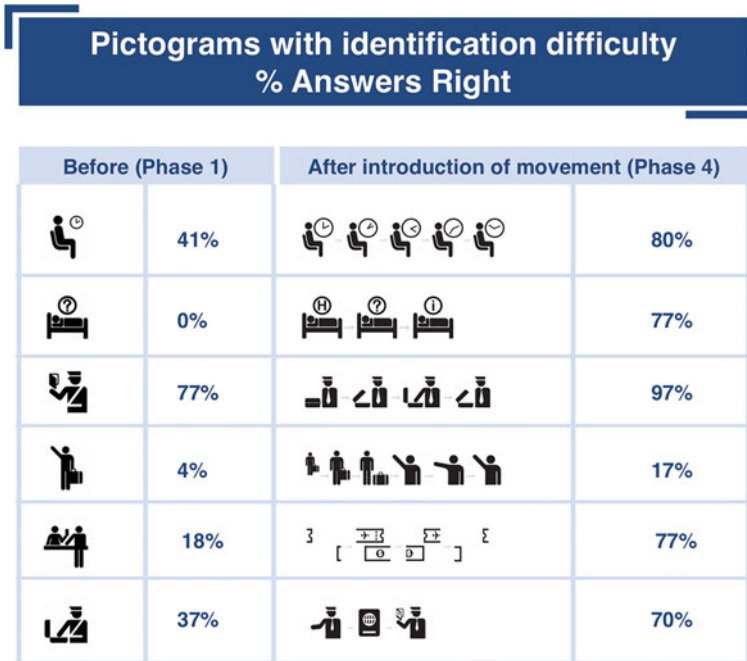 Pictograms with identification difficulty
% Answers Right
Before (Phase 1) After introduction of movement (Phase 4)
41% 80%
? H ? i
0% 77%
77% 97%
4% 17%
18% 77%
37% 70%